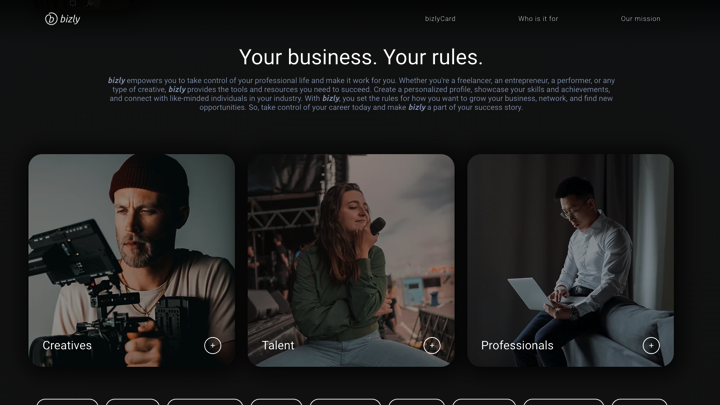 bizly
bizlyCard
Who is it for
Our mission
Your business. Your rules.
bizly empowers you to take control of your professional life and make it work for you. Whether you're a freelancer, an entrepreneur, a performer, or any
type of creative, bizly provides the tools and resources you need to succeed. Create a personalized profile, showcase your skills and achievements,
and connect with like-minded individuals in your industry. With bizly, you set the rules for how you want to grow your business, network, and find new
opportunities. So, take control of your career today and make bizly a part of your success story.
Creatives
Talent
Professionals